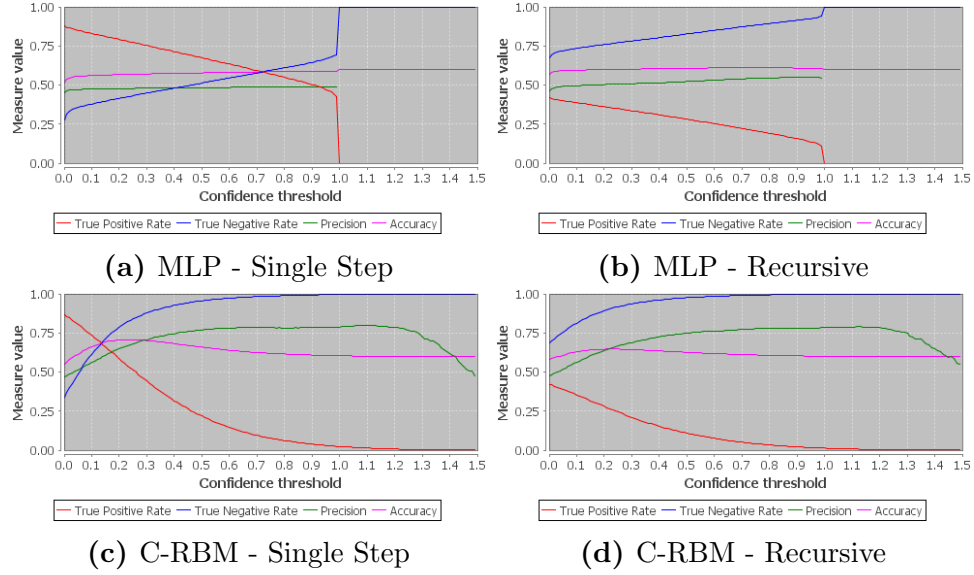 1.00
0.75
0.50
0.25
0.00
Measure value
0.0 0.1 0.2 0.3 0.4 0.5 0.6 0.7 0.8 0.9 1.0 1.1 1.2 1.3 1.4 1.5
Confidence threshold
True Positive Rate True Negative Rate Precision Accuracy
(a) MLP - Single Step
1.00
0.75
0.50
0.25
0.00
Measure value
0.0 0.1 0.2 0.3 0.4 0.5 0.6 0.7 0.8 0.9 1.0 1.1 1.2 1.3 1.4 1.5
Confidence threshold
True Positive Rate True Negative Rate Precision Accuracy
(b) MLP - Recursive
1.00
0.75
0.50
0.25
0.00
Measure value
0.0 0.1 0.2 0.3 0.4 0.5 0.6 0.7 0.8 0.9 1.0 1.1 1.2 1.3 1.4 1.5
Confidence threshold
True Positive Rate True Negative Rate Precision Accuracy
(c) C-RBM - Single Step
1.00
0.75
0.50
0.25
0.00
Measure value
0.0 0.1 0.2 0.3 0.4 0.5 0.6 0.7 0.8 0.9 1.0 1.1 1.2 1.3 1.4 1.5
Confidence threshold
True Positive Rate True Negative Rate Precision Accuracy
(d) C-RBM - Recursive